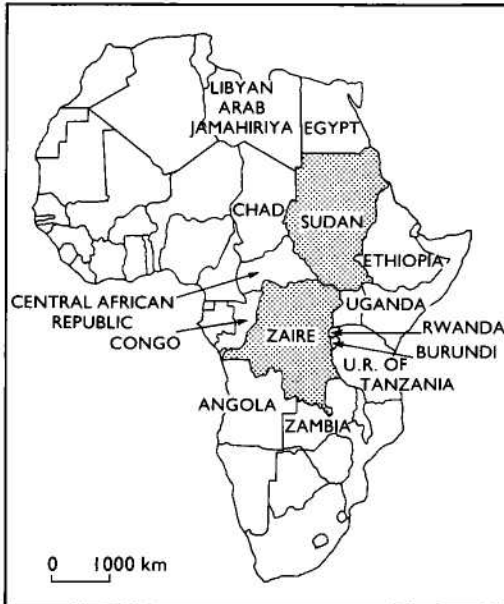 LIBYAN
ARAB
JAMAHIRIYA
EGYPT
CHAD
SUDAN
ETHIOPIA
CENTRAL AFRICAN
REPUBLIC
UGANDA
CONGO
ZAIRE
RWANDA
BURUNDI
U.R. OF
TANZANIA
ANGOLA
ZAMBIA
0 1000 km